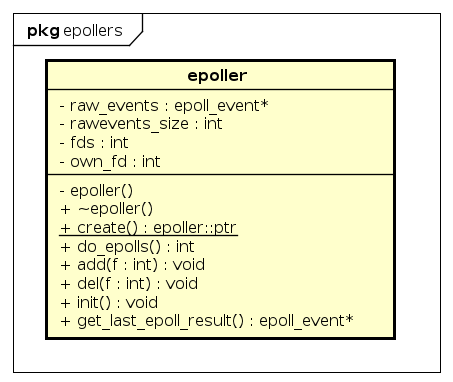 pkg epollers
epoller
- raw_events : epoll_event*
- rawevents_size : int
- fds : int
- own_fd : int
- epoller()
+ ~epoller()
+ create() : epoller::ptr
+ do_epolls() : int
+ add(f : int) : void
+ del(f : int) : void
+ init() : void
+ get_last_epoll_result() : epoll_event*